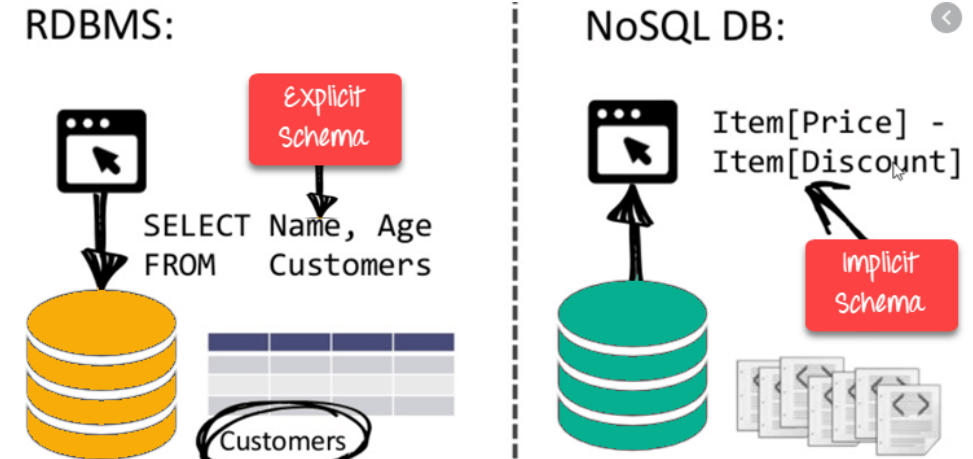 RDBMS:
Explicit
Schema
SELECT Name, Age
FROM Customers
Customers
NoSQL DB:
Item[Price] -
Item[Discount]
Implicit
Schema